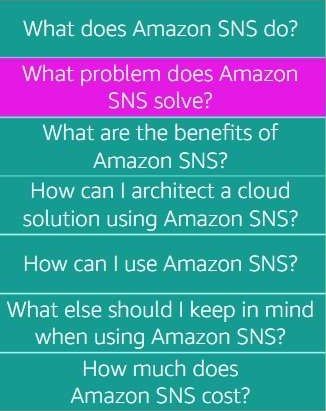 What does Amazon SNS do?
What problem does Amazon
SNS solve?
What are the benefits of
Amazon SNS?
How can I architect a cloud
solution using Amazon SNS?
How can I use Amazon SNS?
What else should I keep in mind
when using Amazon SNS?
How much does
Amazon SNS cost?